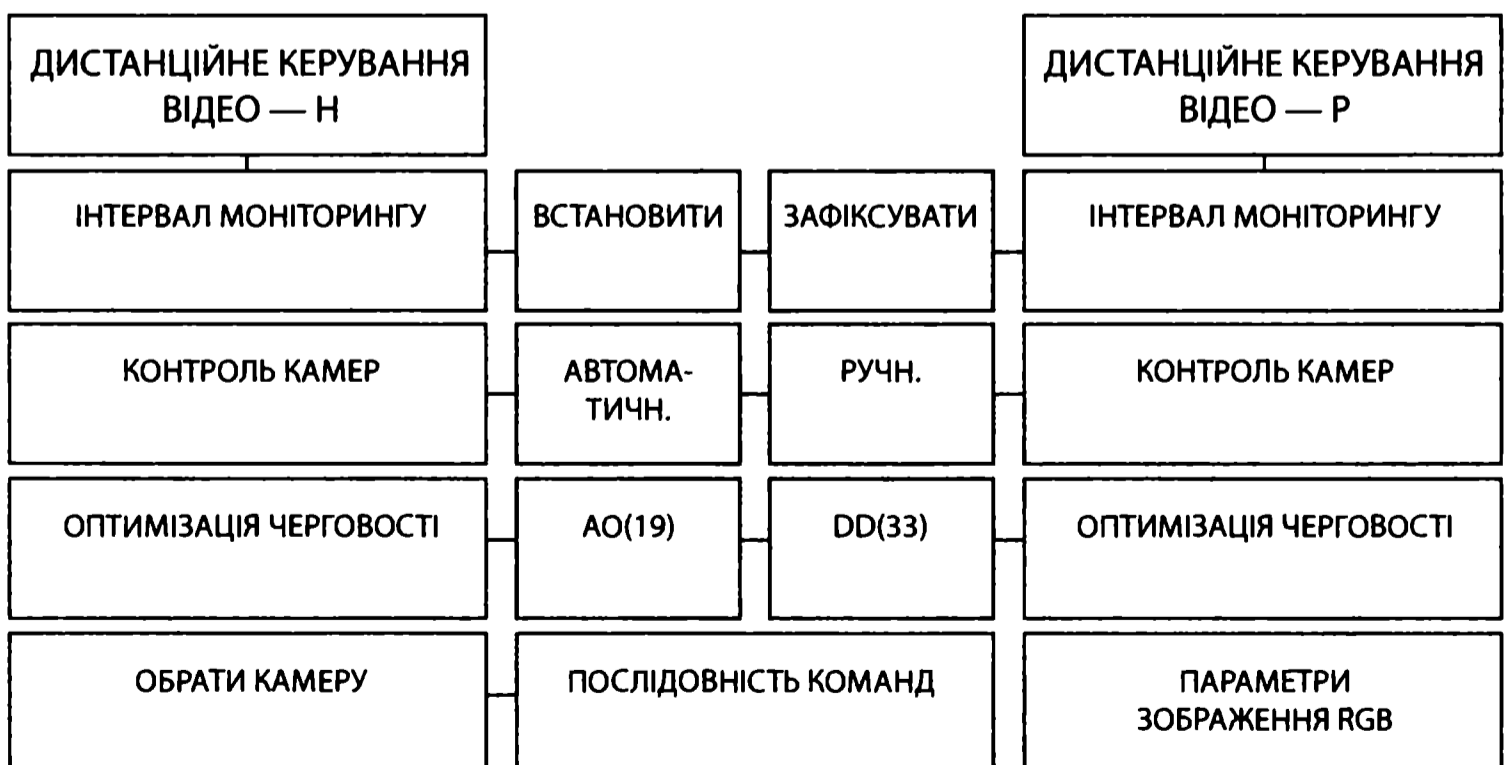 ДИСТАНЦІЙНЕ КЕРУВАННЯ
ВІДЕО — Н
ДИСТАНЦІЙНЕ КЕРУВАННЯ
ВІДЕО — Р
ІНТЕРВАЛ МОНІТОРИНГУ
ВСТАНОВИТИ
ЗАФІКСУВАТИ
ІНТЕРВАЛ МОНІТОРИНГУ
КОНТРОЛЬ КАМЕР
АВТОМА-
ТИЧН.
РУЧН.
КОНТРОЛЬ КАМЕР
ОПТИМІЗАЦІЯ ЧЕРГОВОСТІ
АО(19)
DD(33)
ОПТИМІЗАЦІЯ ЧЕРГОВОСТІ
ОБРАТИ КАМЕРУ
ПОСЛІДОВНІСТЬ КОМАНД
ПАРАМЕТРИ
ЗОБРАЖЕННЯ RGB